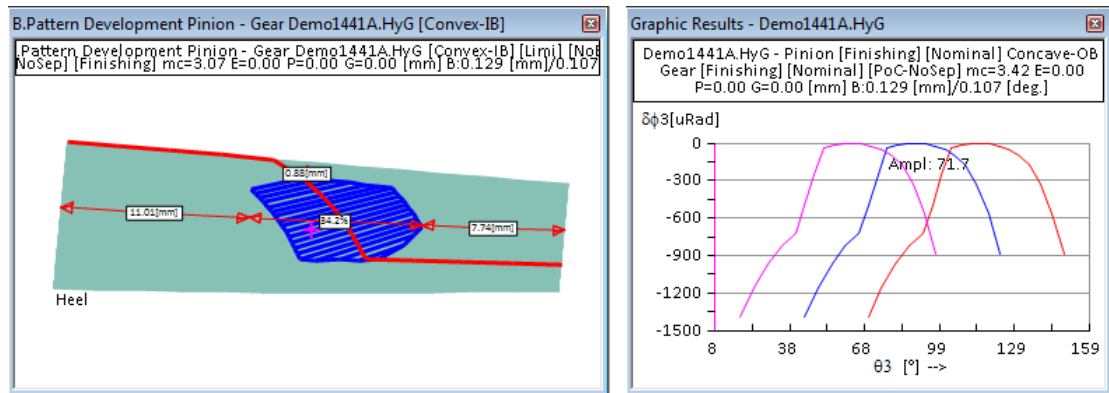 B.Pattern Development Pinion - Gear Demo1441A.HyG [Convex-IB]
.Pattern Development Pinion - Gear Demo1441A.HyG [Convex-IB] [Limi] [NoE
NoSep] [Finishing] mc=3.07 E=0.00 P=0.00 G=0.00 [mm] B:0.129 [mm]/0.107
0.88[mm]
11.01[mm]
34.2%
7.74[mm]
Heel
Graphic Results - Demo1441A.HyG
Demo1441A.HyG - Pinion [Finishing] [Nominal] Concave-OB
Gear [Finishing] [Nominal] [PoC-NoSep] mc=3.42 E=0.00
P=0.00 G=0.00 [mm] B:0.129 [mm]/0.107 [deg.]
δϕ3[uRad]
0
Ampl: 71.7
-300
-600
-900
-1200
-1500
8 38 68 99 129 159
θ3 [°] -->